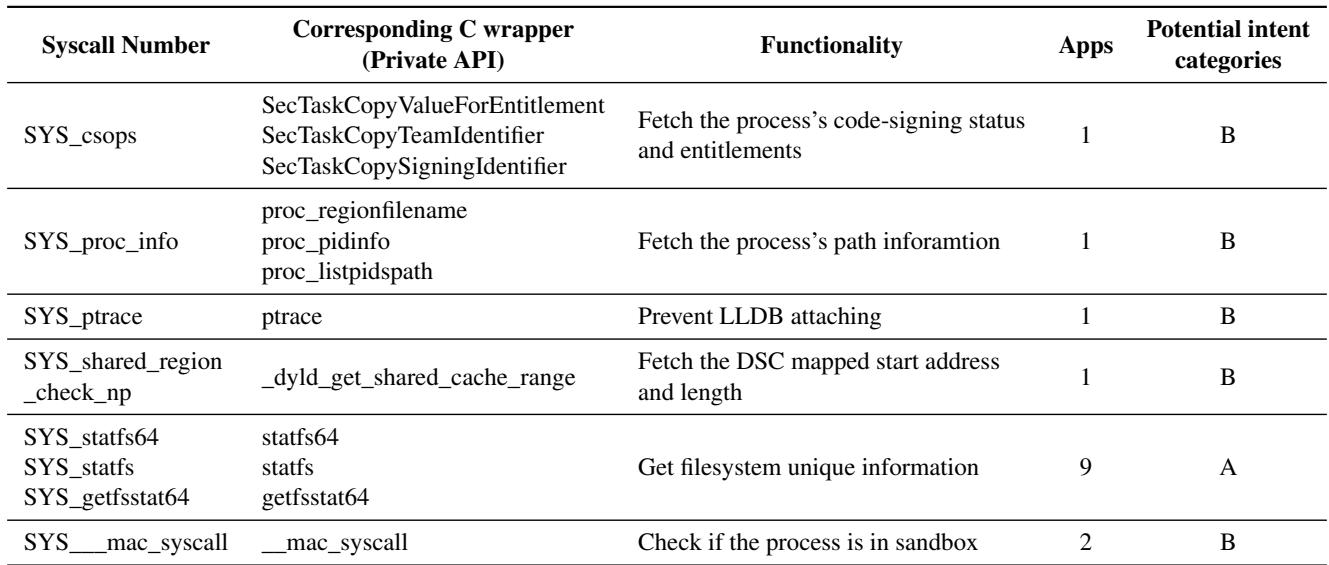 Syscall Number
Corresponding C wrapper
(Private API)
Functionality
Apps
Potential intent
categories
SYS_csops
SecTaskCopyValueForEntitlement
SecTaskCopyTeamIdentifier
SecTaskCopySigningIdentifier
Fetch the process's code-signing status
and entitlements
1
B
SYS_proc_info
proc_regionfilename
proc_pidinfo
proc_listpidspath
Fetch the process's path inforamtion
1
B
SYS_ptrace
ptrace
Prevent LLDB attaching
1
B
SYS_shared_region
_check_np
_dyld_get_shared_cache_range
Fetch the DSC mapped start address
and length
1
B
SYS_statfs64
SYS_statfs
SYS_getfsstat64
statfs64
statfs
getfsstat64
Get filesystem unique information
9
A
SYS___mac_syscall
__mac_syscall
Check if the process is in sandbox
2
B